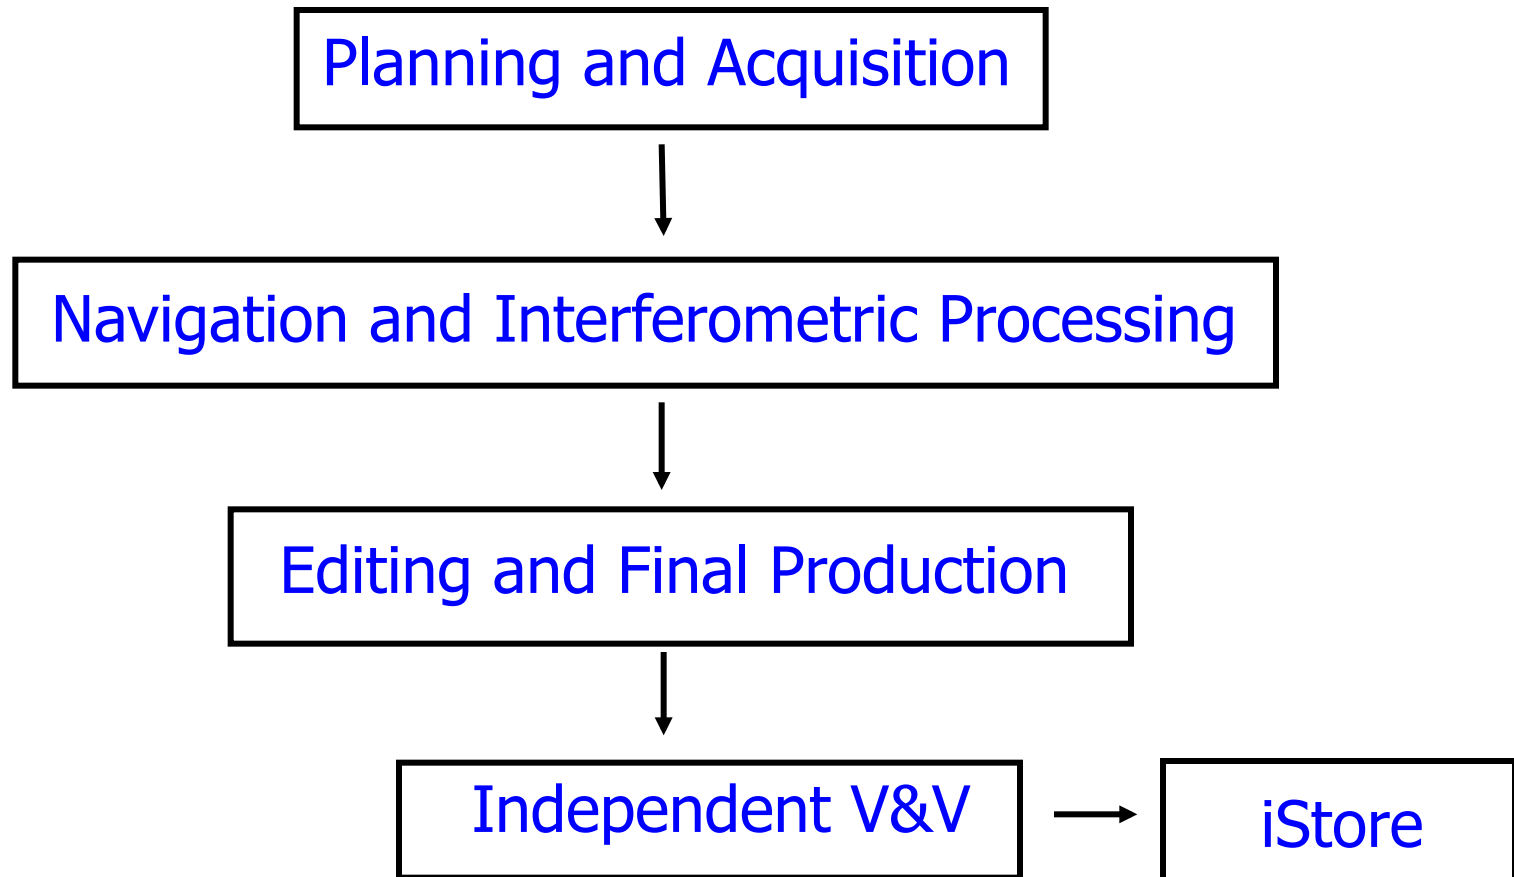 Planning and Acquisition
Navigation and Interferometric Processing
Editing and Final Production
Independent V&V
iStore